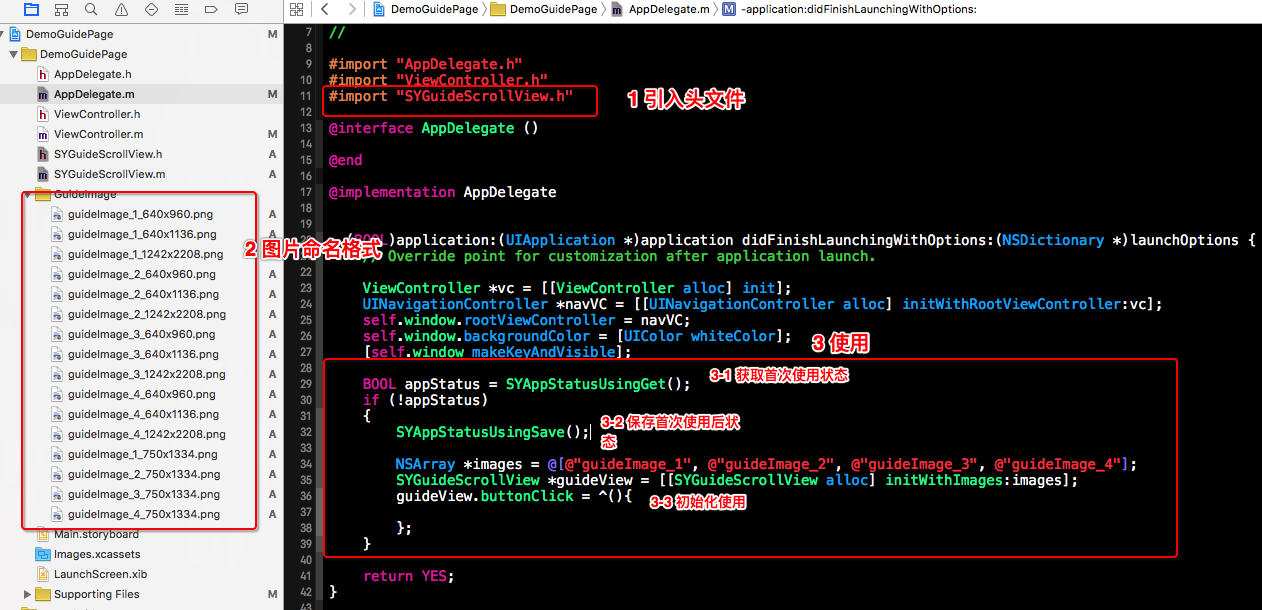 DemoGuidePage
DemoGuidePage
AppDelegate.m
-application:didFinishLaunchingWithOptions:
DemoGuidePage M
DemoGuidePage
AppDelegate.h
AppDelegate.m M
ViewController.h
ViewController.m M
SYGuideScrollView.h A
SYGuideScrollView.m A
GuideImage
guideImage_1_640x960.png A
guideImage_1_640x1136.png A
guideImage_1_1242x2208.png
guideImage_2_640x960.png A
guideImage_2_640x1136.png A
guideImage_2_1242x2208.png A
guideImage_3_640x960.png A
guideImage_3_640x1136.png A
guideImage_3_1242x2208.png A
guideImage_4_640x960.png A
guideImage_4_640x1136.png A
guideImage_4_1242x2208.png A
guideImage_1_750x1334.png A
guideImage_2_750x1334.png A
guideImage_3_750x1334.png A
guideImage_4_750x1334.png A
Main.storyboard
Images.xcassets
LaunchScreen.xib
Supporting Files M
2 图片命名格式
7 //
8
9 #import "AppDelegate.h"
10 #import "ViewController.h"
11 #import "SYGuideScrollView.h"
1 引入头文件
12
13 @interface AppDelegate ()
14
15 @end
16
17 @implementation AppDelegate
18
19
(BOOL)application:(UIApplication *)application didFinishLaunchingWithOptions:(NSDictionary *)launchOptions {
// Override point for customization after application launch.
22
23 ViewController *vc = [[ViewController alloc] init];
24 UINavigationController *navVC = [[UINavigationController alloc] initWithRootViewController:vc];
25 self.window.rootViewController = navVC;
26 self.window.backgroundColor = [UIColor whiteColor];
27 [self.window makeKeyAndVisible];
3 使用
28
29 BOOL appStatus = SYAppStatusUsingGet();
3-1 获取首次使用状态
30 if (!appStatus)
31 {
32 SYAppStatusUsingSave();
3-2 保存首次使用后状
态
33
34 NSArray *images = @[@"guideImage_1", @"guideImage_2", @"guideImage_3", @"guideImage_4"];
35 SYGuideScrollView *guideView = [[SYGuideScrollView alloc] initWithImages:images];
36 guideView.buttonClick = ^(){
3-3 初始化使用
37
38 };
39 }
40
41 return YES;
42 }
43